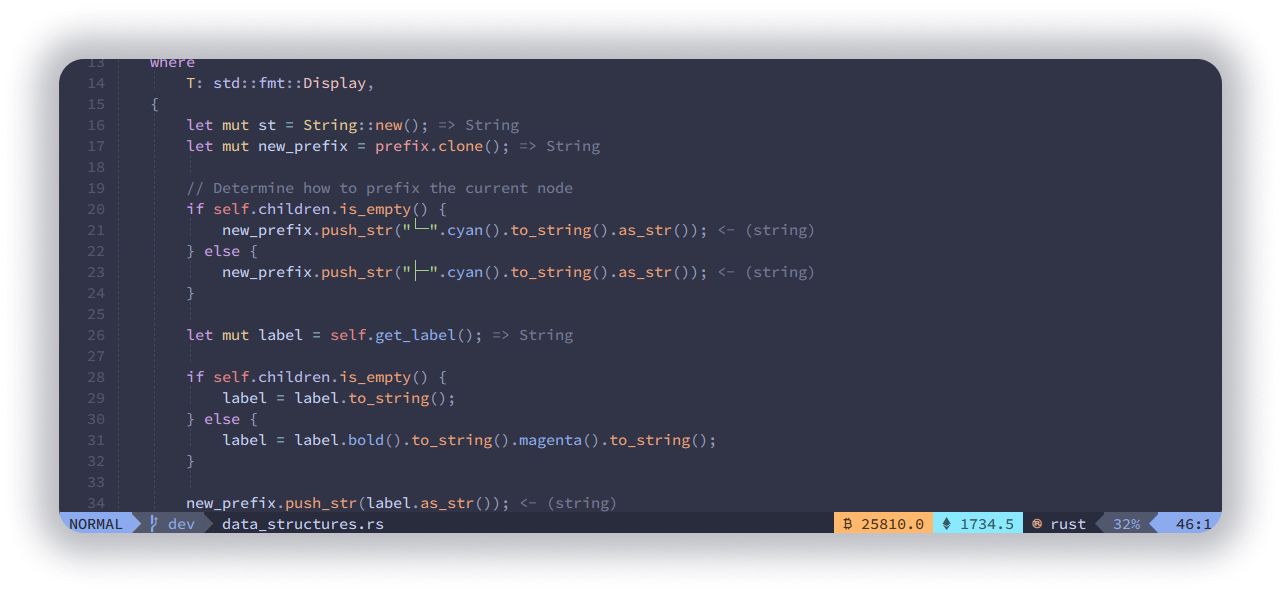 13 where
14 T: std::fmt::Display,
15 {
16 let mut st = String::new(); => String
17 let mut new_prefix = prefix.clone(); => String
18
19 // Determine how to prefix the current node
20 if self.children.is_empty() {
21 new_prefix.push_str("└─".cyan().to_string().as_str()); <- (string)
22 } else {
23 new_prefix.push_str("├─".cyan().to_string().as_str()); <- (string)
24 }
25
26 let mut label = self.get_label(); => String
27
28 if self.children.is_empty() {
29 label = label.to_string();
30 } else {
31 label = label.bold().to_string().magenta().to_string();
32 }
33
34 new_prefix.push_str(label.as_str()); <- (string)
NORMAL dev data_structures.rs ₿ 25810.0 1734.5 rust 32% 46:1